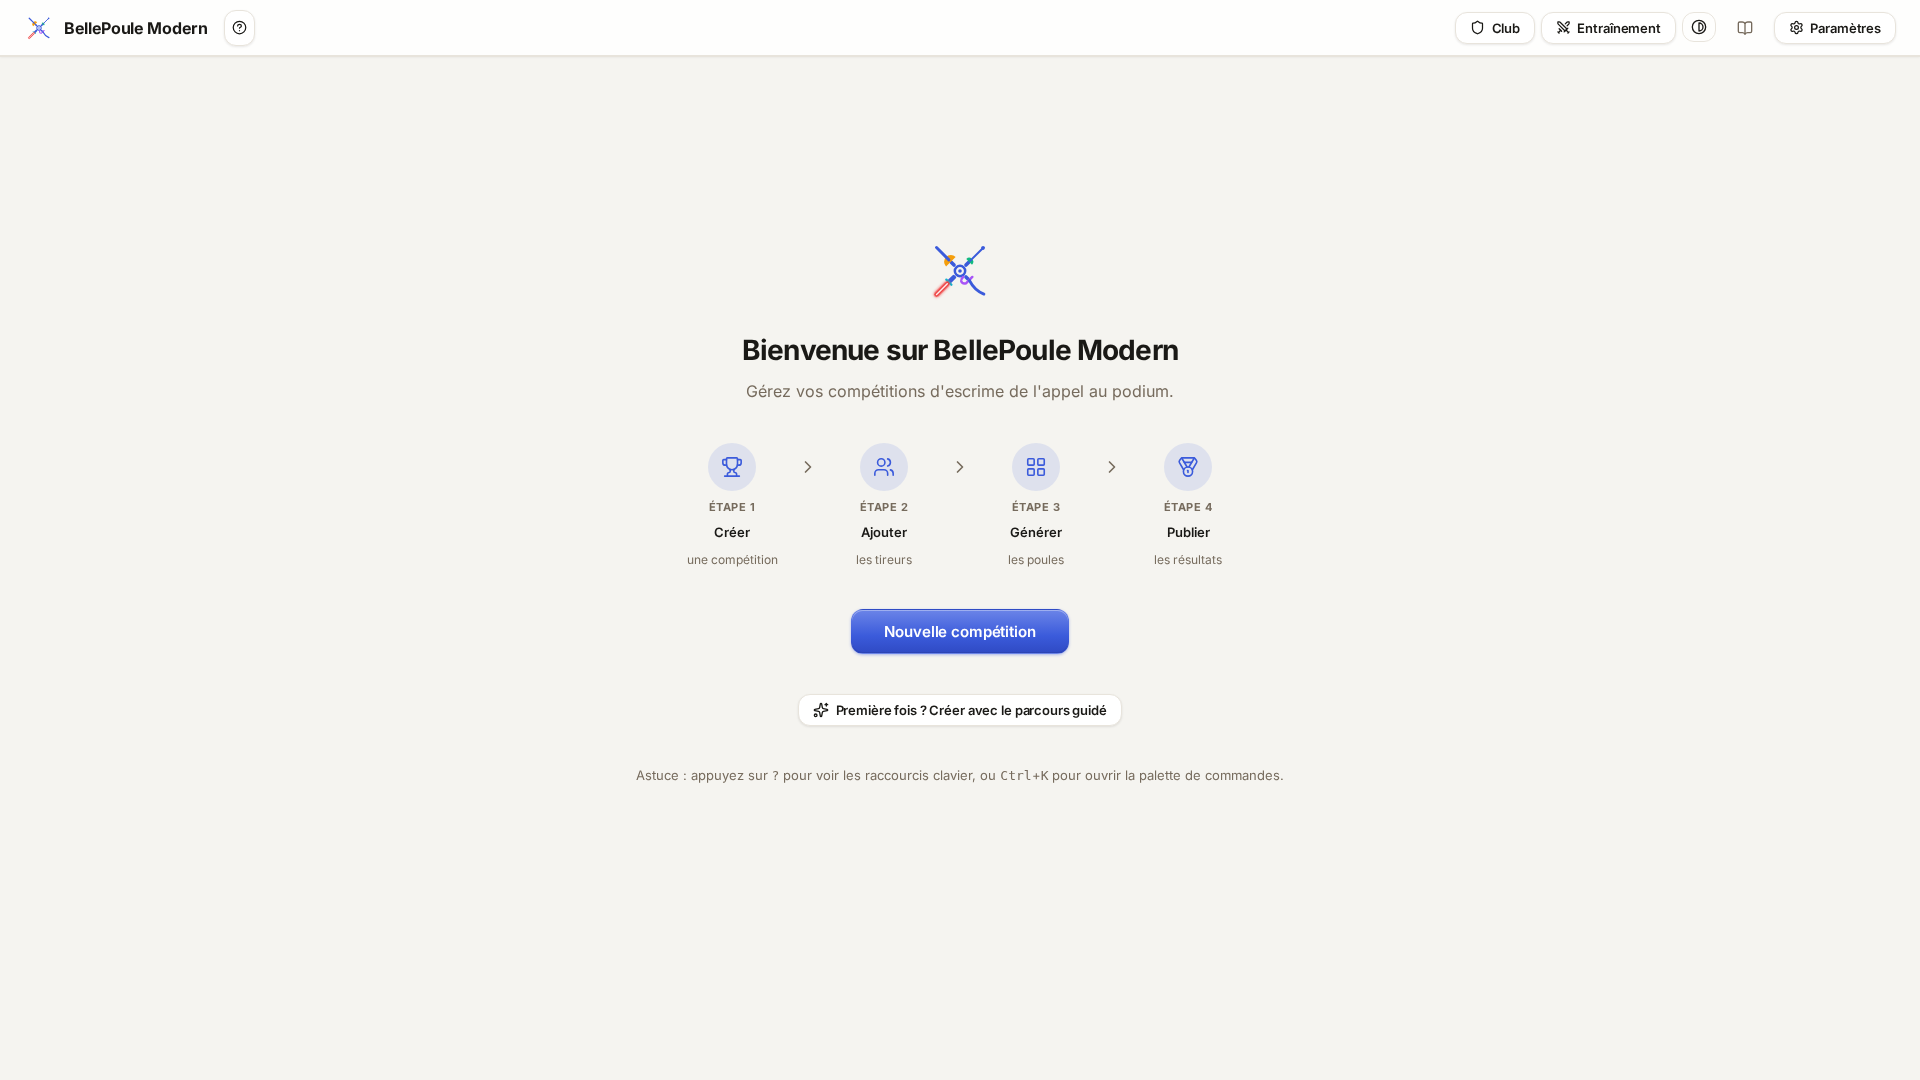 BellePoule Modern
Club
Entraînement
Paramètres
Bienvenue sur BellePoule Modern
Gérez vos compétitions d'escrime de l'appel au podium.
ÉTAPE 1
Créer
une compétition
ÉTAPE 2
Ajouter
les tireurs
ÉTAPE 3
Générer
les poules
ÉTAPE 4
Publier
les résultats
Nouvelle compétition
Première fois ? Créer avec le parcours guidé
Astuce : appuyez sur ? pour voir les raccourcis clavier, ou Ctrl+K pour ouvrir la palette de commandes.